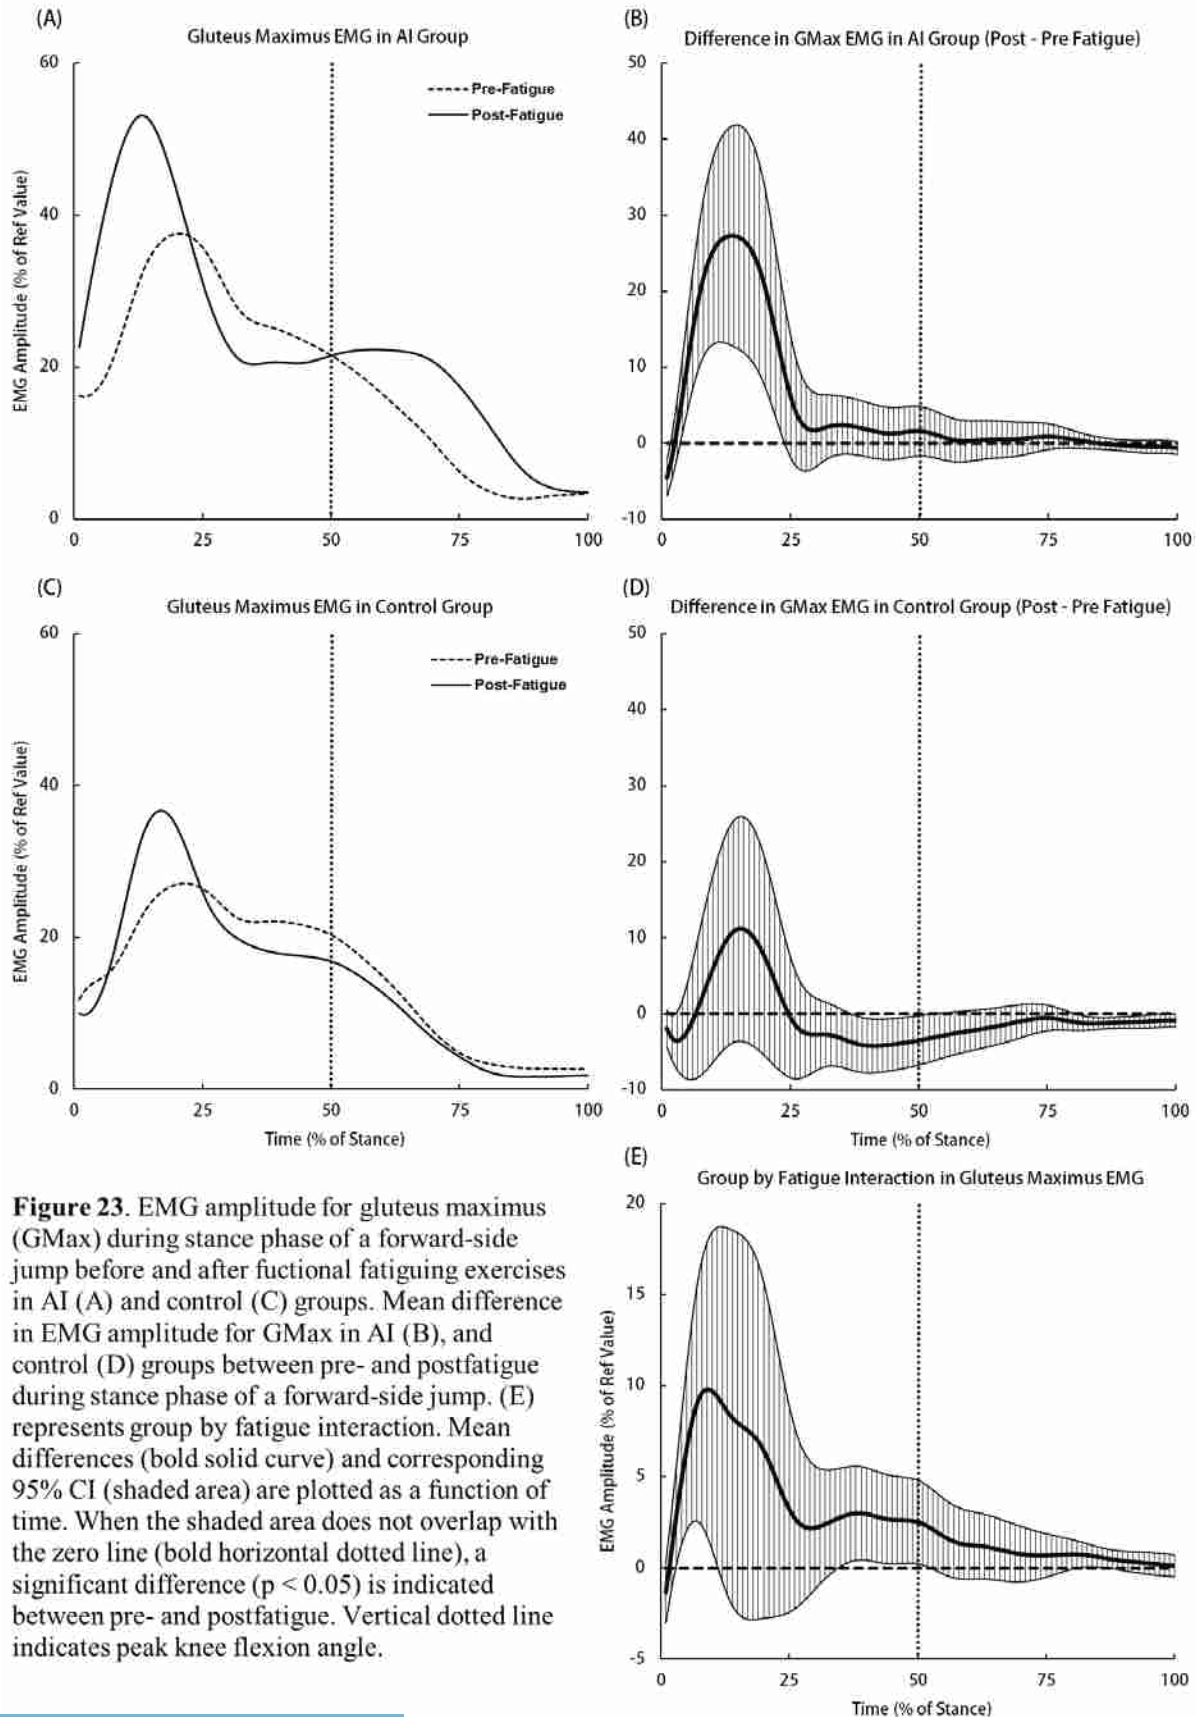 (A)
Gluteus Maximus EMG in AI Group
60
40
20
0
EMG Amplitude (% of Ref Value)
Pre-Fatigue
Post-Fatigue
0 25 50 75 100
(B)
Difference in GMax EMG in AI Group (Post - Pre Fatigue)
50
40
30
20
10
0
-10
0 25 50 75 100
(C)
Gluteus Maximus EMG in Control Group
60
40
20
0
EMG Amplitude (% of Ref Value)
Pre-Fatigue
Post-Fatigue
0 25 50 75 100
Time (% of Stance)
(D)
Difference in GMax EMG in Control Group (Post - Pre Fatigue)
50
40
30
20
10
0
-10
0 25 50 75 100
Time (% of Stance)
(E)
Group by Fatigue Interaction in Gluteus Maximus EMG
20
15
10
5
0
-5
EMG Amplitude (% of Ref Value)
0 25 50 75 100
Time (% of Stance)
Figure 23. EMG amplitude for gluteus maximus
(GMax) during stance phase of a forward-side
jump before and after fuctional fatiguing exercises
in AI (A) and control (C) groups. Mean difference
in EMG amplitude for GMax in AI (B), and
control (D) groups between pre- and postfatigue
during stance phase of a forward-side jump. (E)
represents group by fatigue interaction. Mean
differences (bold solid curve) and corresponding
95% CI (shaded area) are plotted as a function of
time. When the shaded area does not overlap with
the zero line (bold horizontal dotted line), a
significant difference (p < 0.05) is indicated
between pre- and postfatigue. Vertical dotted line
indicates peak knee flexion angle.